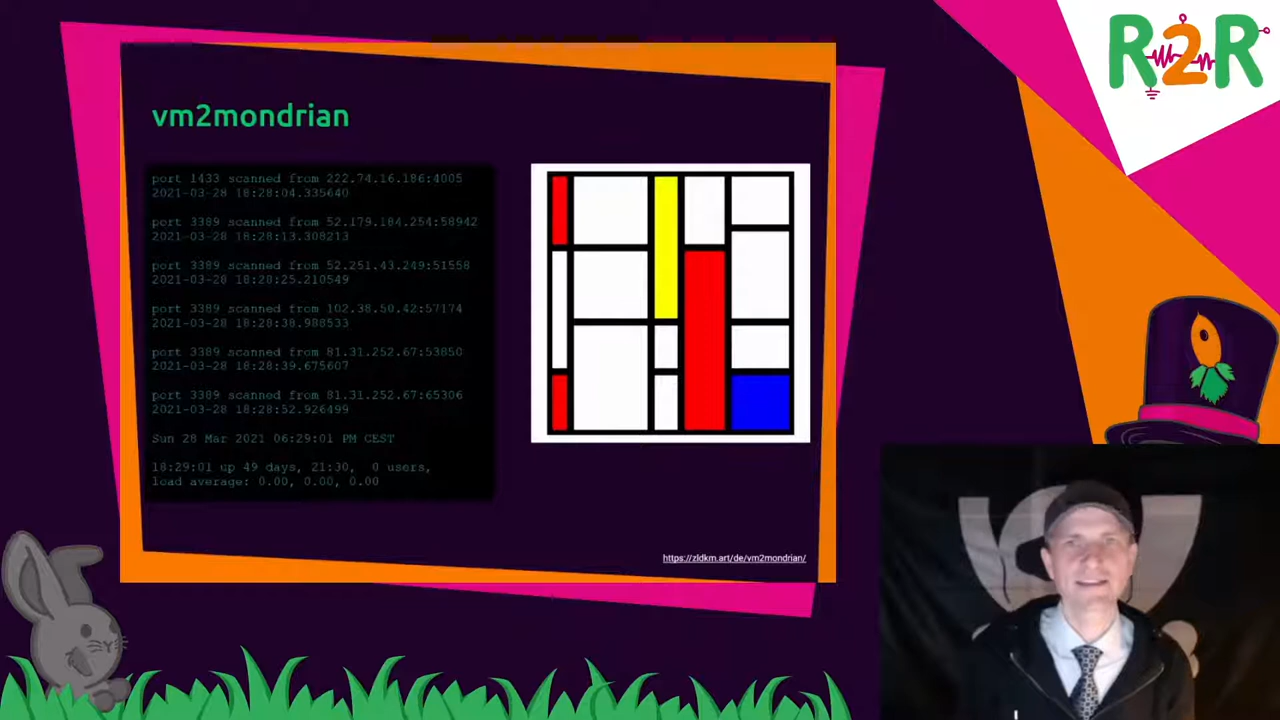 R2R
vm2mondrian
port 1433 scanned from 222.74.16.186:4005
2021-03-28 18:28:04.335640
port 3389 scanned from 52.179.184.254:58942
2021-03-28 18:28:13.308213
port 3389 scanned from 52.251.43.249:51558
2021-03-28 18:28:25.210549
port 3389 scanned from 102.38.50.42:57174
2021-03-28 18:28:38.988533
port 3389 scanned from 81.31.252.67:53850
2021-03-28 18:28:39.675607
port 3389 scanned from 81.31.252.67:65306
2021-03-28 18:28:52.926499
Sun 28 Mar 2021 06:29:01 PM CEST
18:29:01 up 49 days, 21:30, 0 users,
load average: 0.00, 0.00, 0.00
https://zldkm.art/de/vm2mondrian/